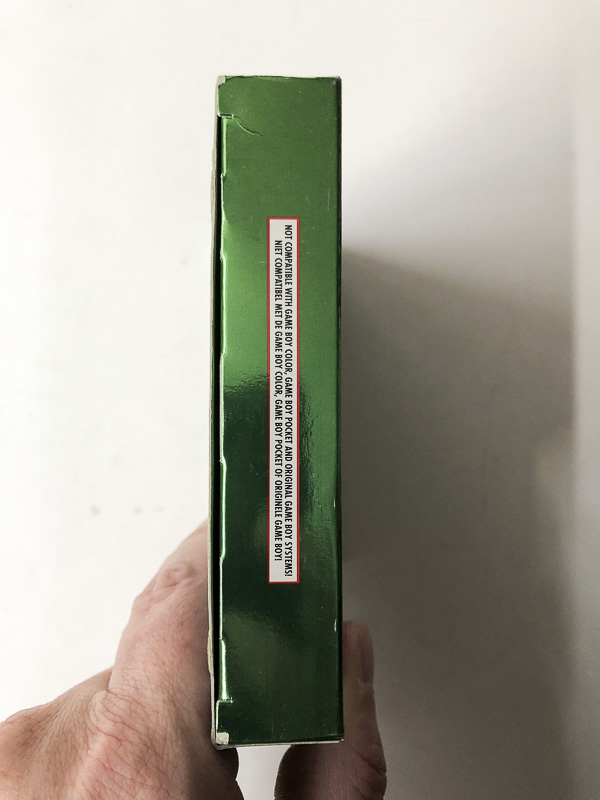 NOT COMPATIBLE WITH GAME BOY COLOR, GAME BOY POCKET AND ORIGINAL GAME BOY SYSTEMS!
NIET COMPATIBEL MET DE GAME BOY COLOR, GAME BOY POCKET OF ORIGINELE GAME BOY!